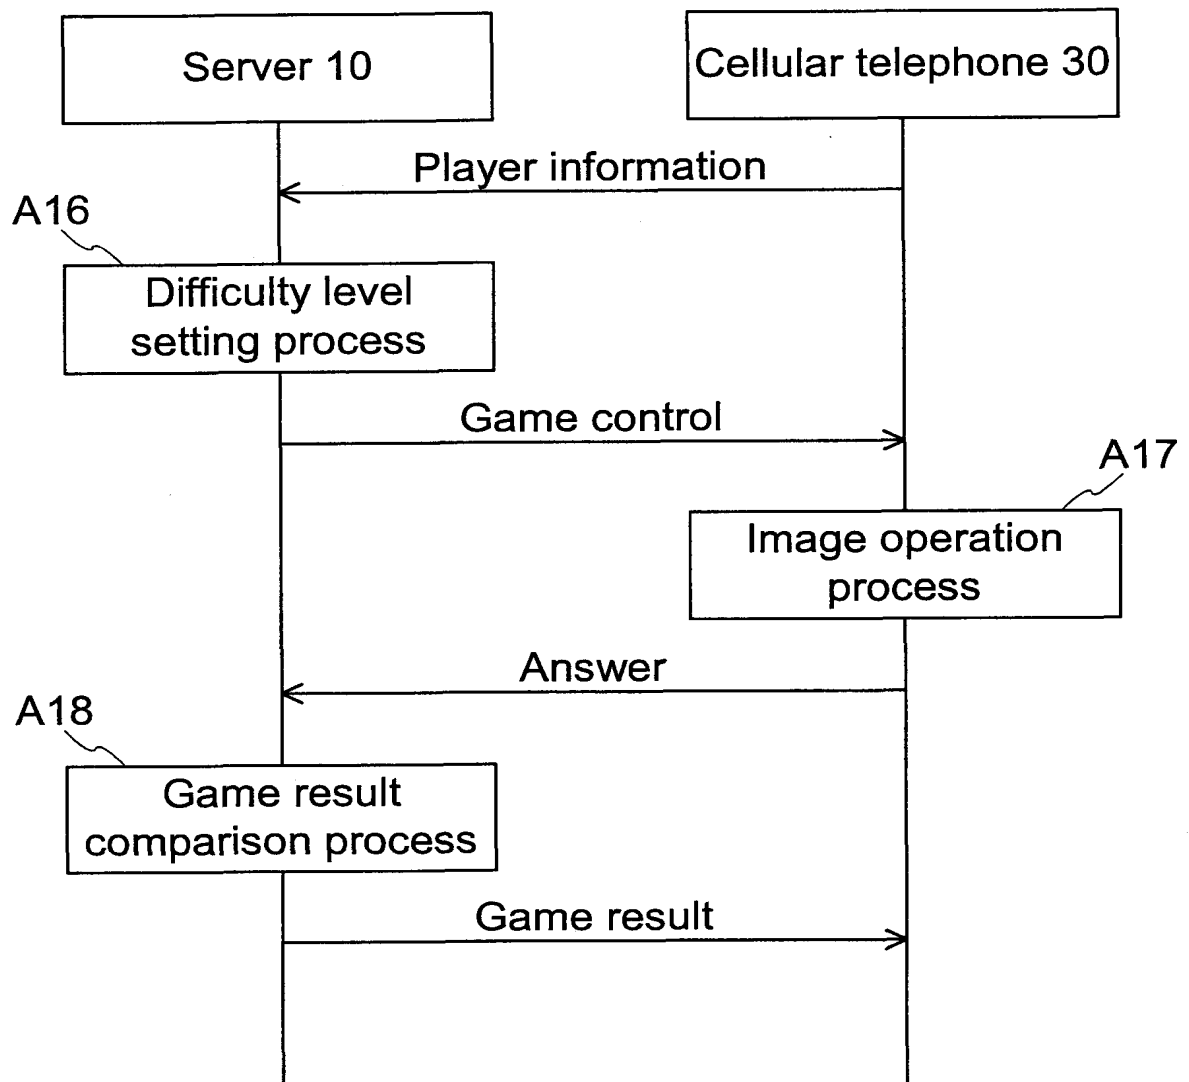 Server 10
Cellular telephone 30
Player information
A16
Difficulty level
setting process
Game control
A17
Image operation
process
Answer
A18
Game result
comparison process
Game result